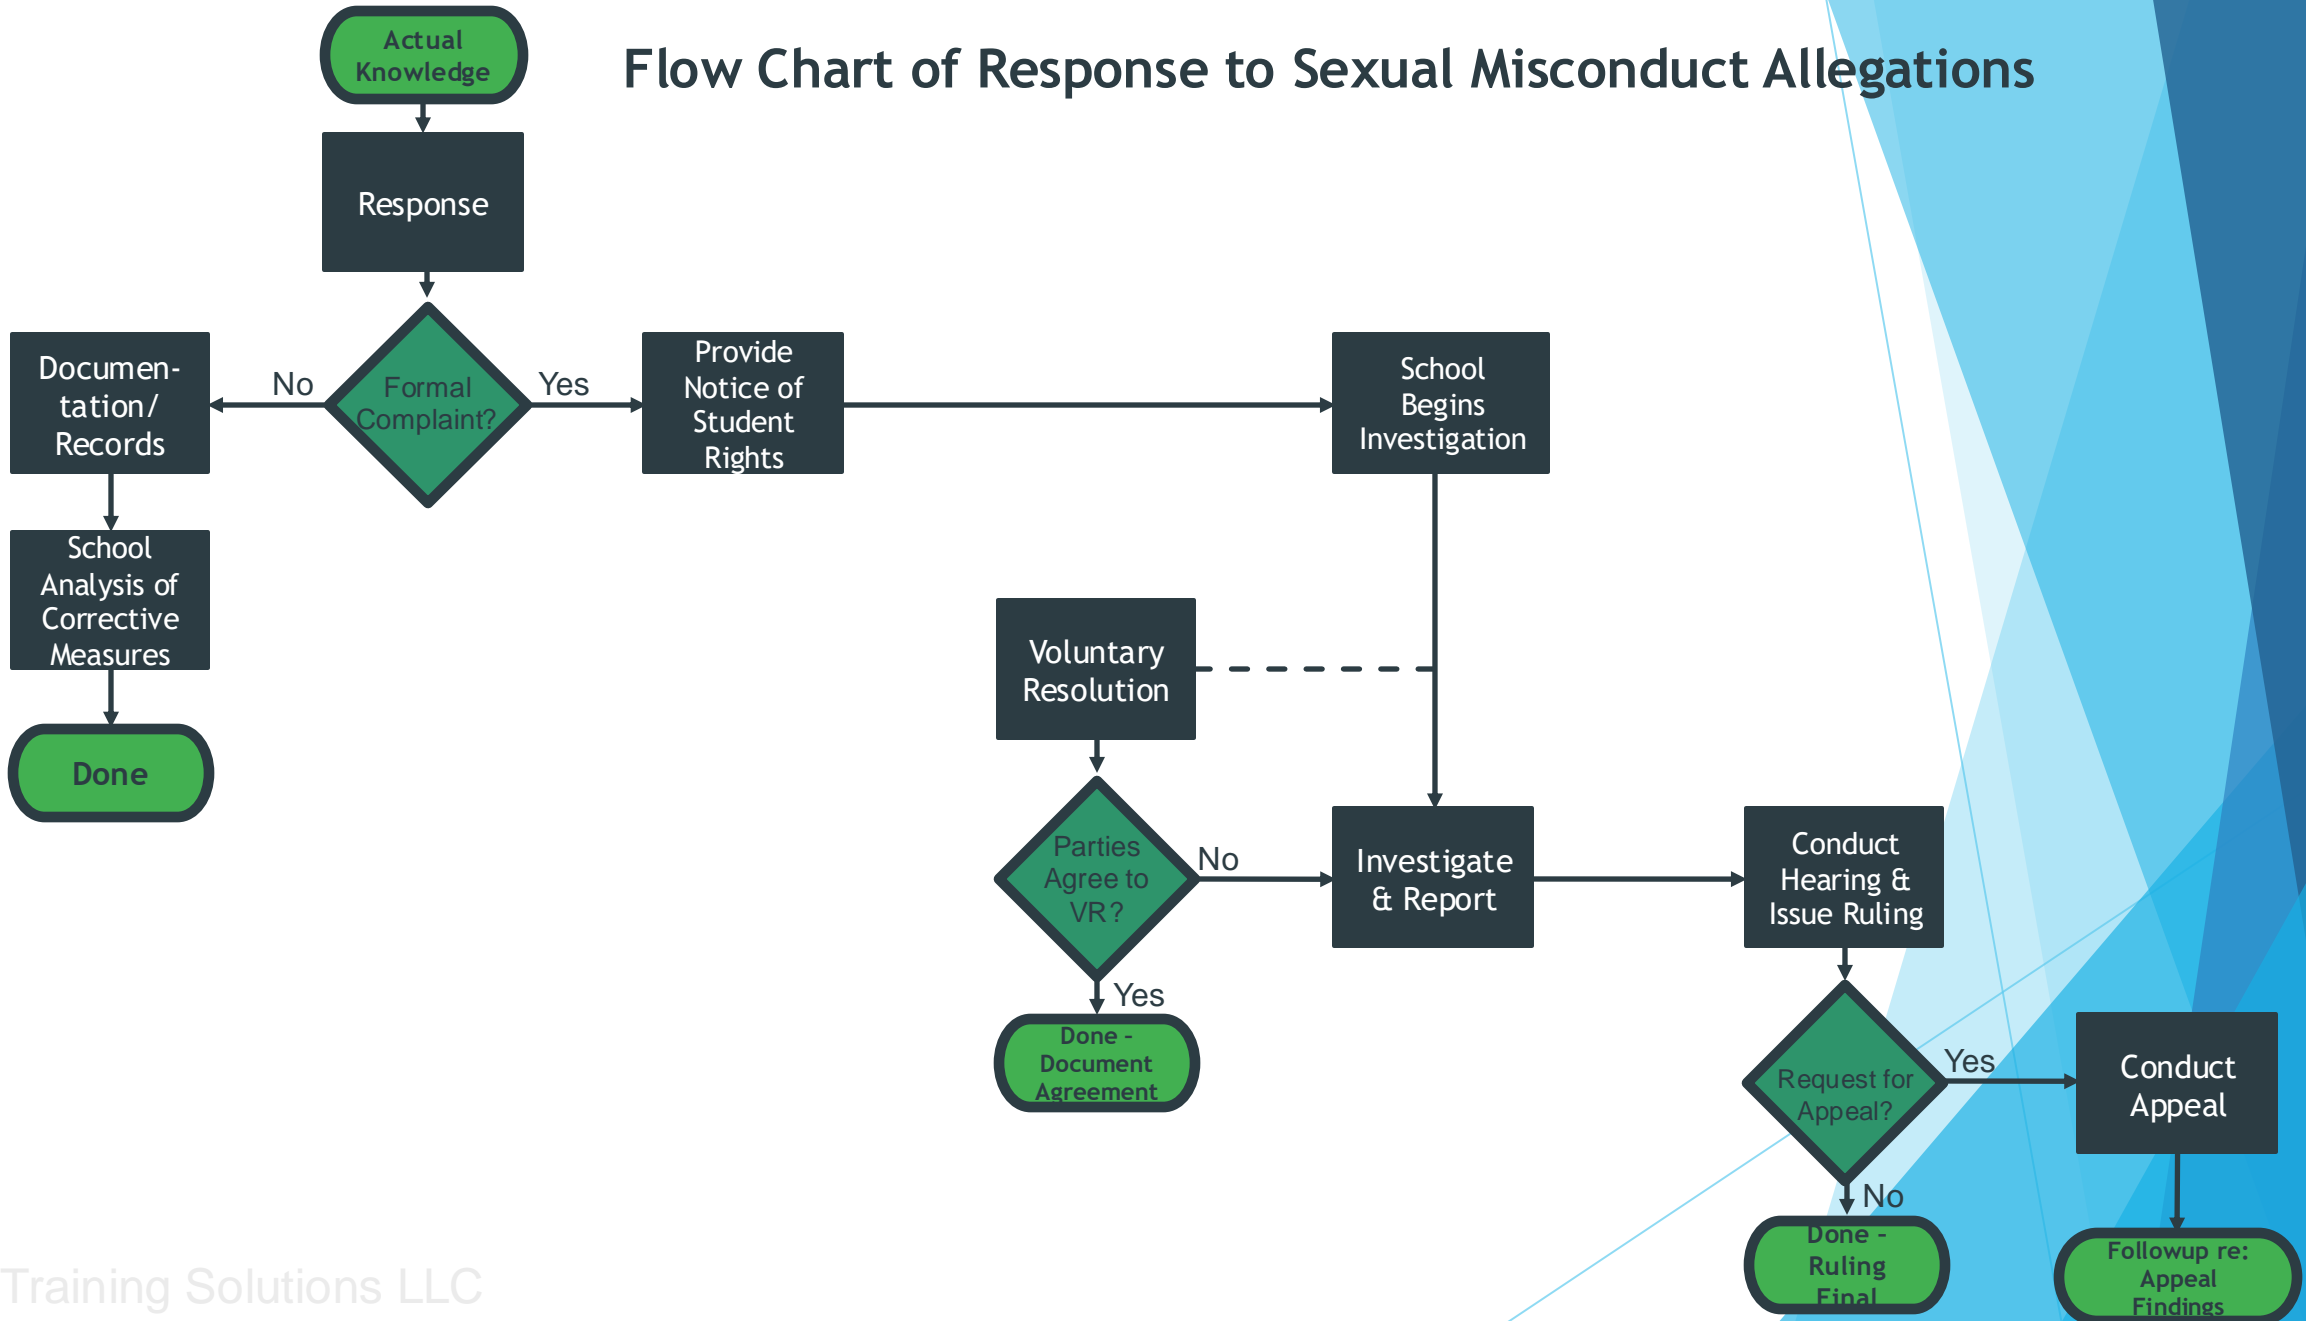 Actual
Knowledge
Flow Chart of Response to Sexual Misconduct Allegations
Response
Documen-
tation/
Records
No
Formal
Complaint?
Yes
Provide
Notice of
Student
Rights
School
Begins
Investigation
School
Analysis of
Corrective
Measures
Done
Voluntary
Resolution
Parties
Agree to
VR?
No
Yes
Done -
Document
Agreement
Investigate
& Report
Conduct
Hearing &
Issue Ruling
Request for
Appeal?
Yes
No
Conduct
Appeal
Done -
Ruling
Final
Followup re:
Appeal
Findings
Training Solutions LLC